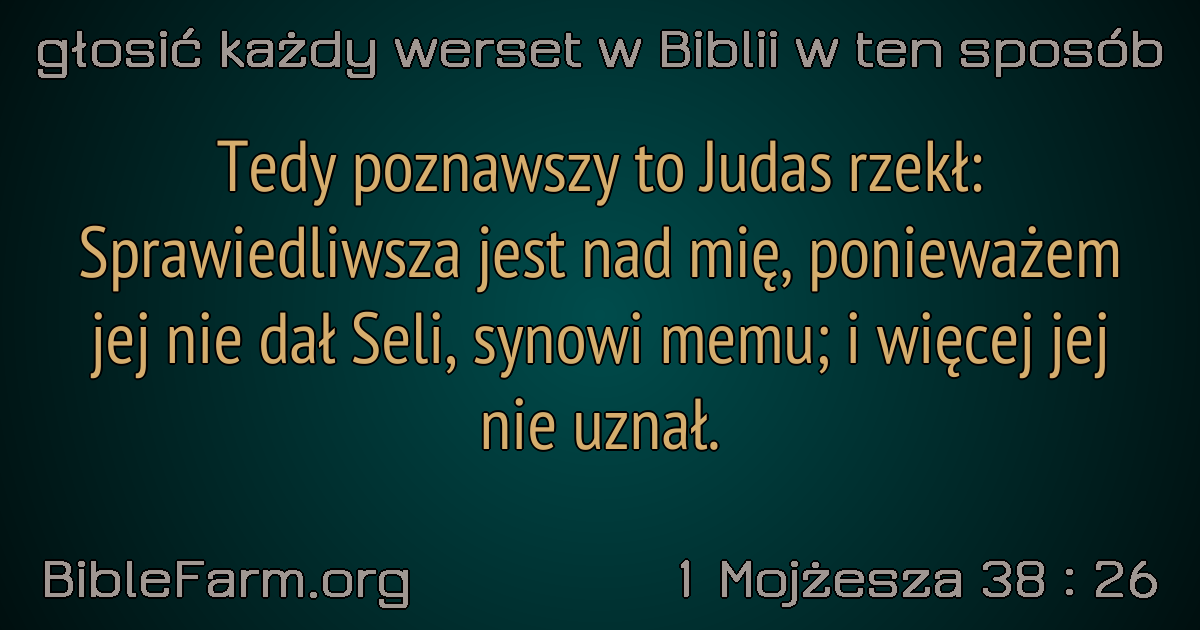 głosić każdy werset w Biblii w ten sposób
Tedy poznawszy to Judas rzekł:
Sprawiedliwsza jest nad mię, ponieważem
jej nie dał Seli, synowi memu; i więcej jej
nie uznał.
BibleFarm.org
1 Mojżesza 38 : 26